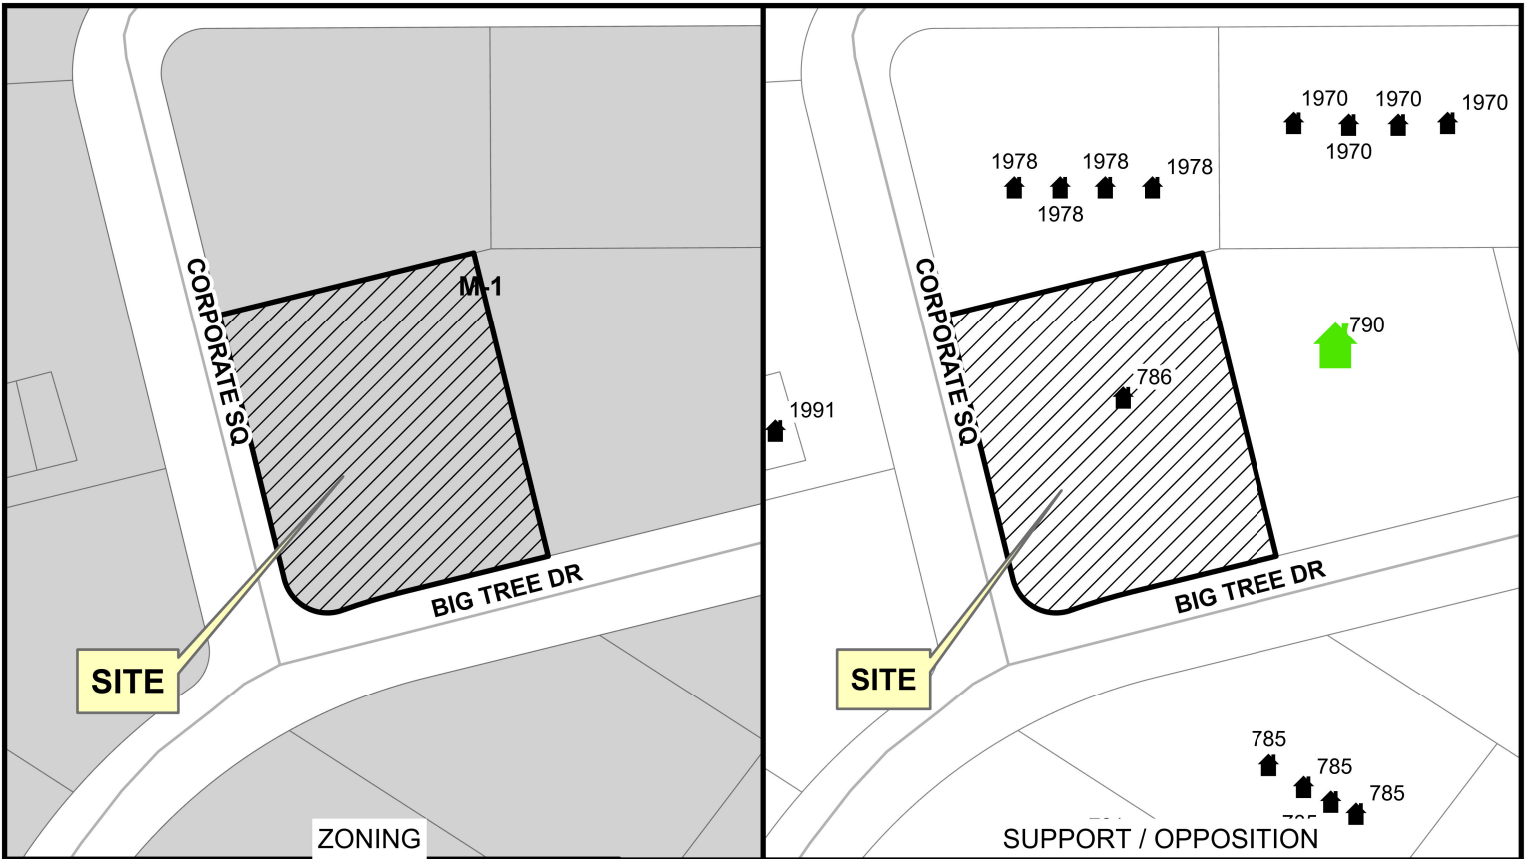 M-1
CORPORATE SQ
BIG TREE DR
SITE
ZONING
1970
1970
1970
1970
1978
1978
1978
1978
CORPORATE SQ
790
786
1991
BIG TREE DR
SITE
785
785
785
SUPPORT / OPPOSITION